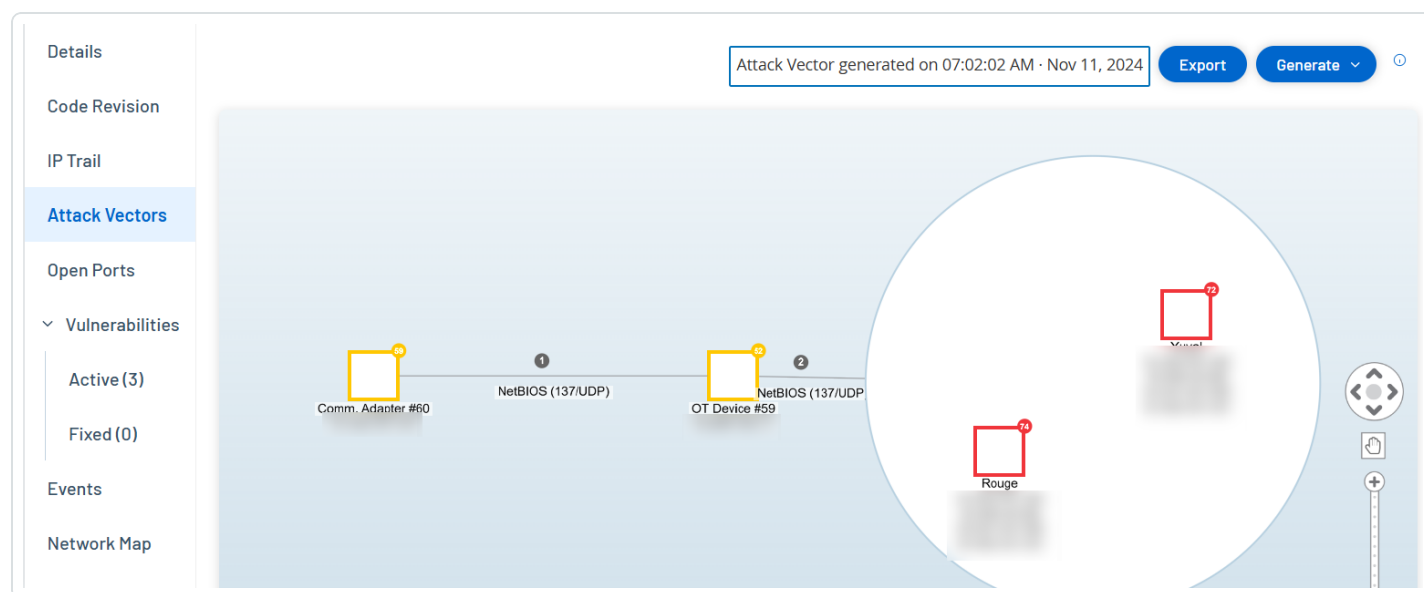 Details
Code Revision
IP Trail
Attack Vectors
Open Ports
Vulnerabilities
Active (3)
Fixed (0)
Events
Network Map
Attack Vector generated on 07:02:02 AM · Nov 11, 2024
Export
Generate
59
1
NetBIOS (137/UDP)
Comm. Adapter #60
2
NetBIOS (137/UDP
OT Device #59
72
74
Rouge